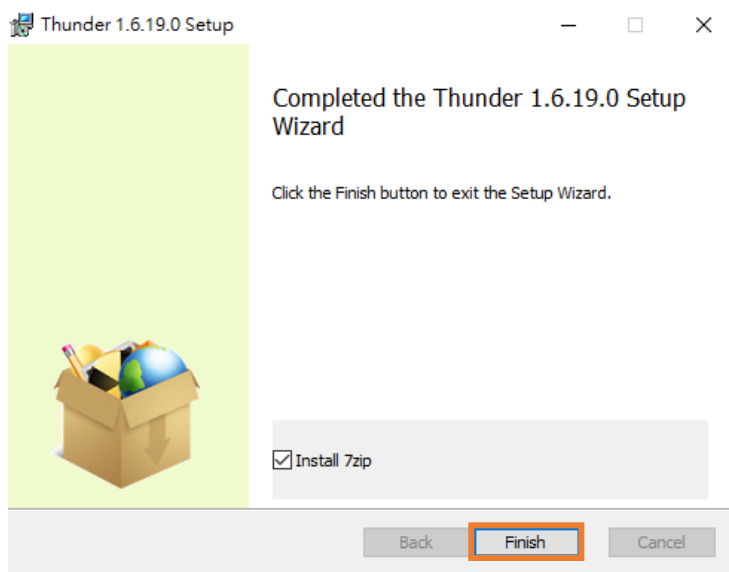 Thunder 1.6.19.0 Setup
Completed the Thunder 1.6.19.0 Setup
Wizard
Click the Finish button to exit the Setup Wizard.
Install 7zip
Back
Finish
Cancel